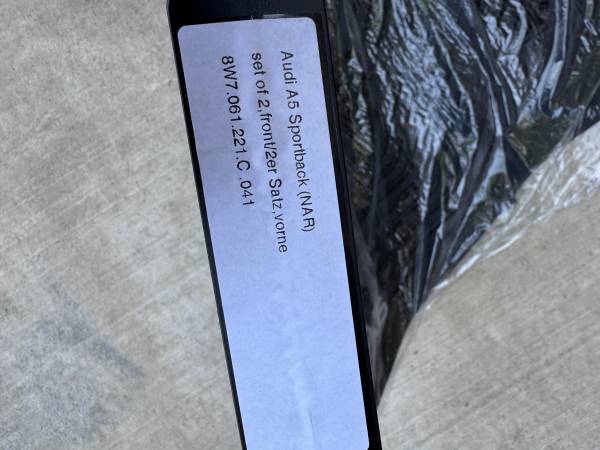 Audi A5 Sportback (NAR)
set of 2,front/2er Satz,vorne
8W7.061.221.C .041